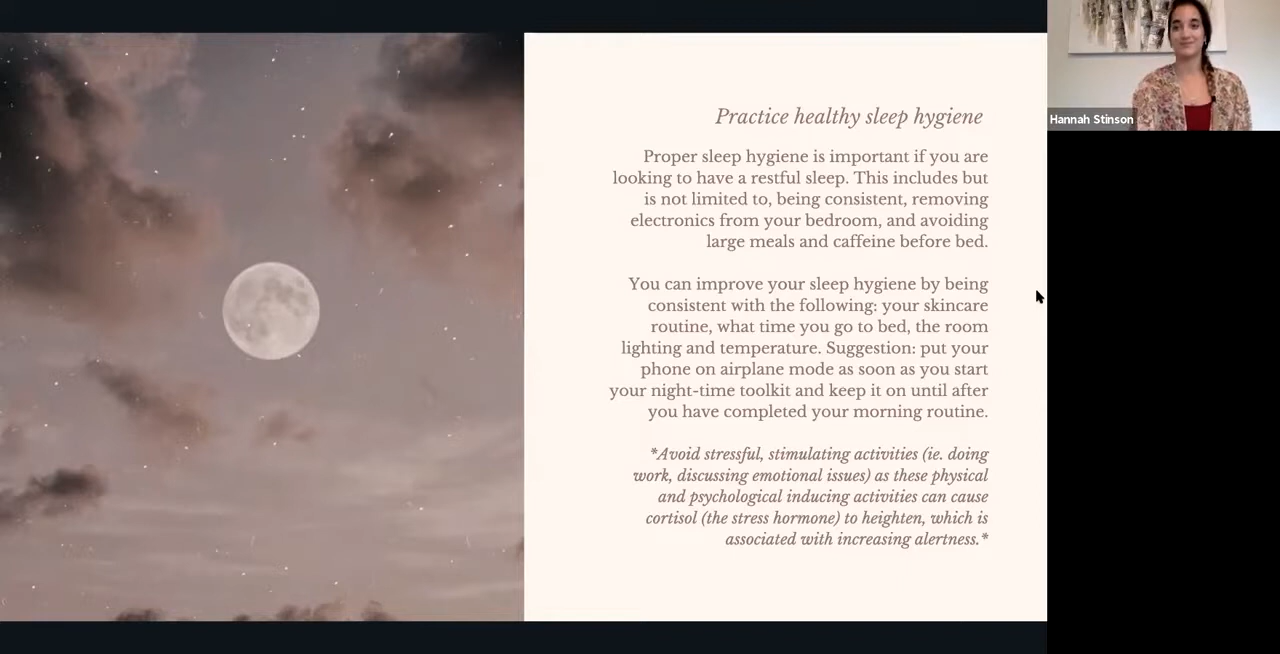 Practice healthy sleep hygiene
Proper sleep hygiene is important if you are
looking to have a restful sleep. This includes but
is not limited to, being consistent, removing
electronics from your bedroom, and avoiding
large meals and caffeine before bed.
You can improve your sleep hygiene by being
consistent with the following: your skincare
routine, what time you go to bed, the room
lighting and temperature. Suggestion: put your
phone on airplane mode as soon as you start
your night-time toolkit and keep it on until after
you have completed your morning routine.
*Avoid stressful, stimulating activities (ie. doing
work, discussing emotional issues) as these physical
and psychological inducing activities can cause
cortisol (the stress hormone) to heighten, which is
associated with increasing alertness.*
Hannah Stinson